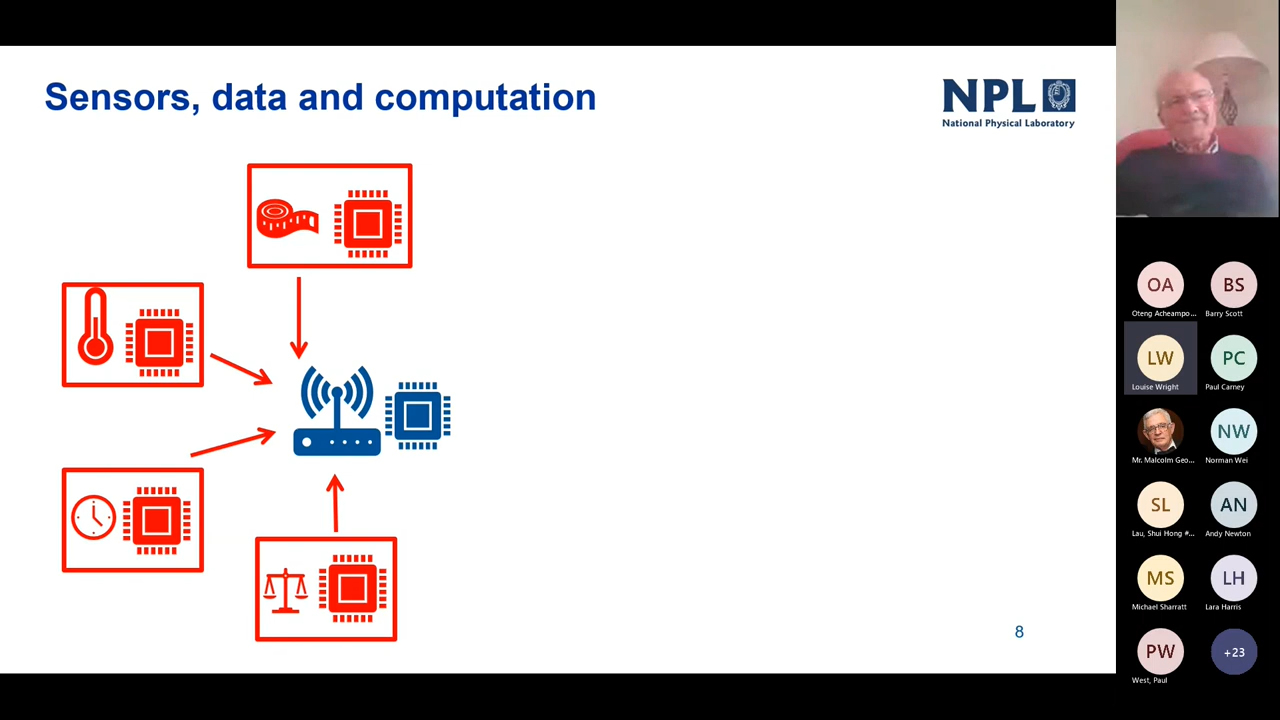 Sensors, data and computation
NPL
National Physical Laboratory
8
OA
Oteng Acheampo...
BS
Barry Scott
LW
Louise Wright
PC
Paul Carney
Mr. Malcolm Geo...
NW
Norman Wei
SL
Lau, Shui Hong #...
AN
Andy Newton
MS
Michael Sharratt
LH
Lara Harris
PW
West, Paul
+23